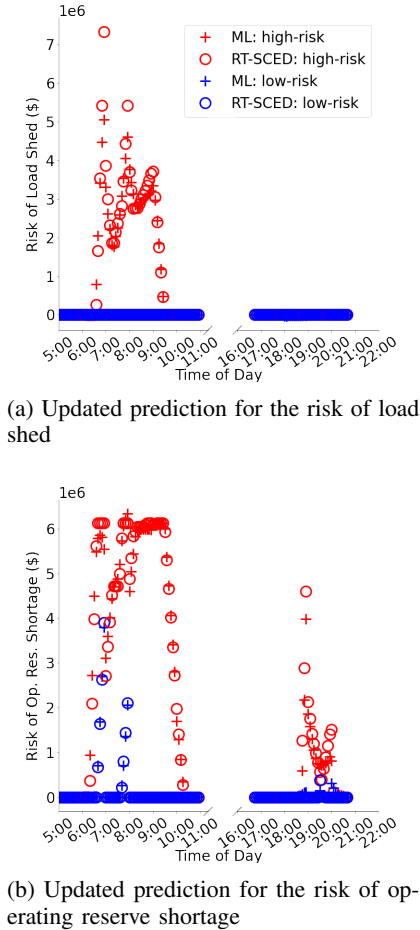 1e6
7
6
5
4
3
2
1
0
Risk of Load Shed ($)
+ ML: high-risk
RT-SCED: high-risk
+ ML: low-risk
RT-SCED: low-risk
5:00 6:00 7:00 8:00 9:00 10:00 11:00 16:00 17:00 18:00 19:00 20:00 21:00 22:00
Time of Day
(a) Updated prediction for the risk of load
shed
1e6
6
5
4
3
2
1
0
Risk of Op. Res. Shortage ($)
5:00 6:00 7:00 8:00 9:00 10:00 11:00 16:00 17:00 18:00 19:00 20:00 21:00 22:00
Time of Day
(b) Updated prediction for the risk of op-
erating reserve shortage